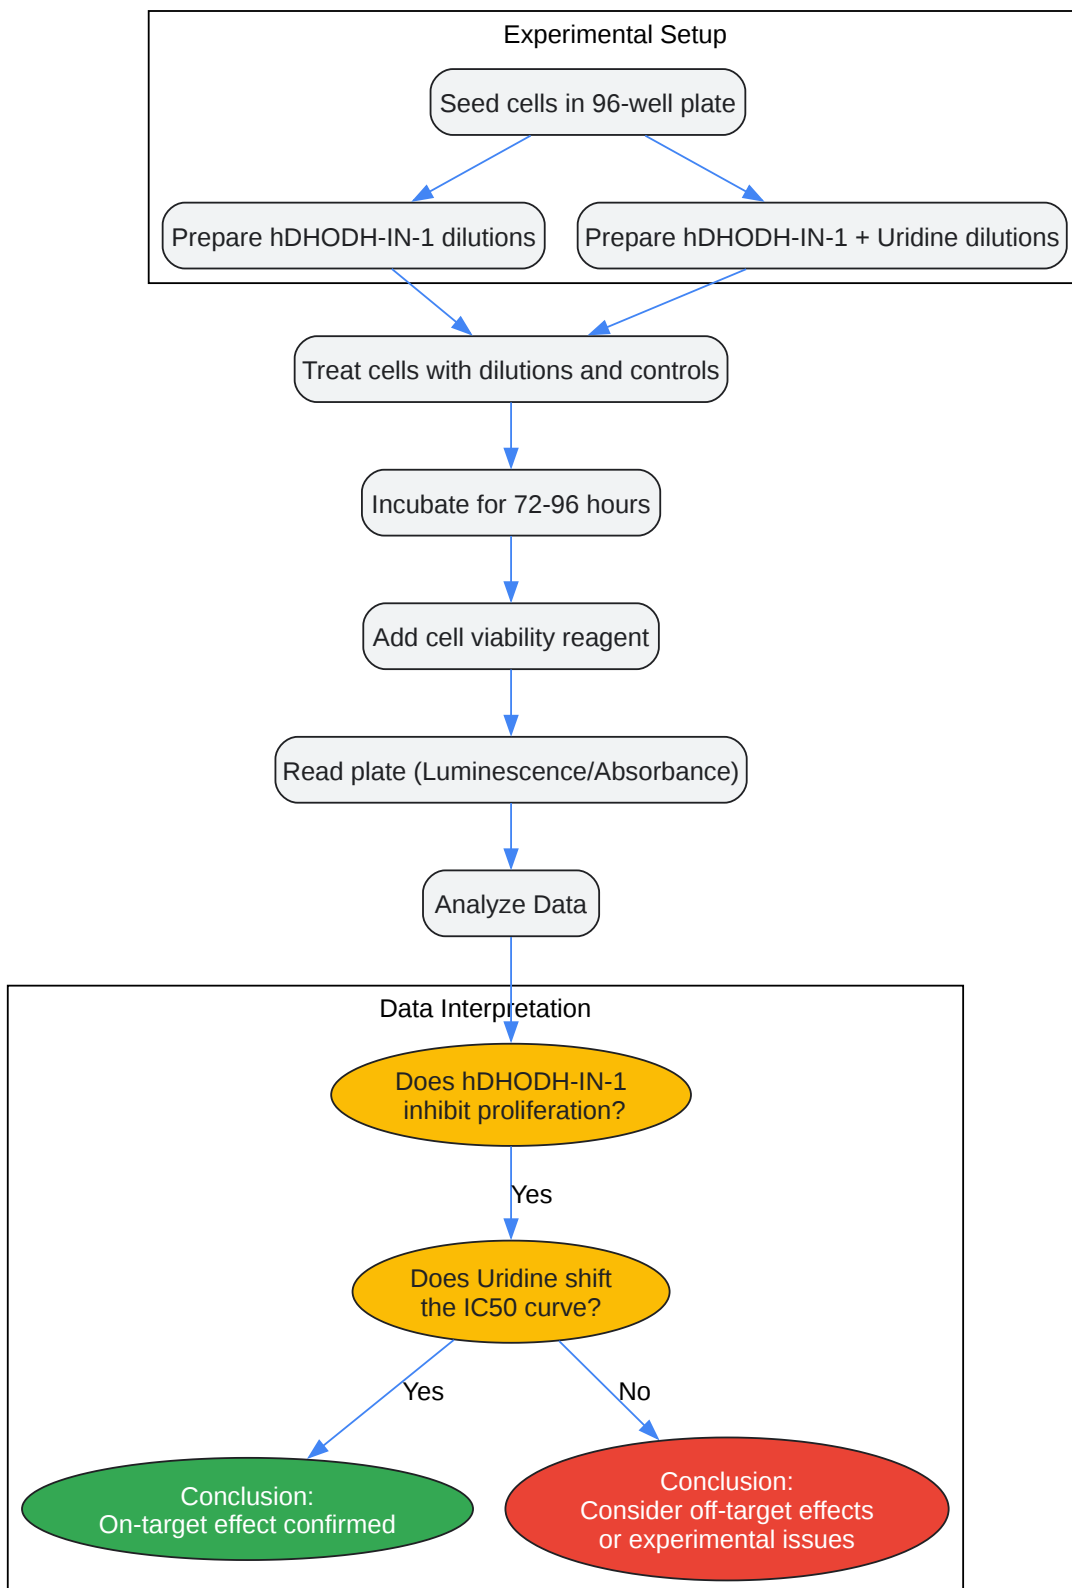 Experimental Setup
Seed cells in 96-well plate
Prepare hDHODH-IN-1 dilutions
Prepare hDHODH-IN-1 + Uridine dilutions
Treat cells with dilutions and controls
Incubate for 72-96 hours
Add cell viability reagent
Read plate (Luminescence/Absorbance)
Analyze Data
Data Interpretation
Does hDHODH-IN-1
inhibit proliferation?
Yes
Does Uridine shift
the IC50 curve?
Yes
No
Conclusion:
On-target effect confirmed
Conclusion:
Consider off-target effects
or experimental issues